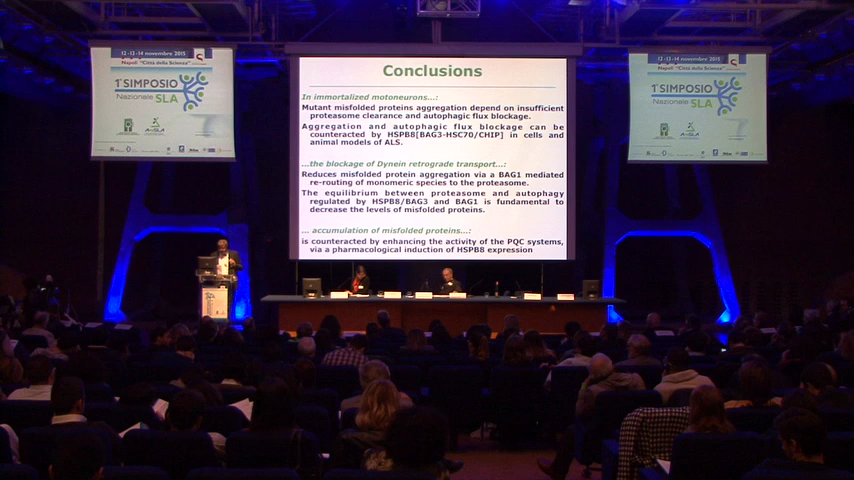 12 -13 -14 novembre 2015
Napoli, "Città della Scienza"
1°SIMPOSIO
Nazionale SLA
Conclusions
In immortalized motoneurons...:
Mutant misfolded proteins aggregation depend on insufficient
proteasome clearance and autophagic flux blockage.
Aggregation and autophagic flux blockage can be
counteracted by HSPB8[BAG3-HSC70/CHIP] in cells and
animal models of ALS.
...the blockage of Dynein retrograde transport...:
Reduces misfolded protein aggregation via a BAG1 mediated
re-routing of monomeric species to the proteasome.
The equilibrium between proteasome and autophagy
regulated by HSPB8/BAG3 and BAG1 is fundamental to
decrease the levels of misfolded proteins.
... accumulation of misfolded proteins...:
is counteracted by enhancing the activity of the PQC systems,
via a pharmacological induction of HSPB8 expression
12 -13 -14 novembre 2015
Napoli, "Città della Scienza"
1°SIMPOSIO
Nazionale SLA